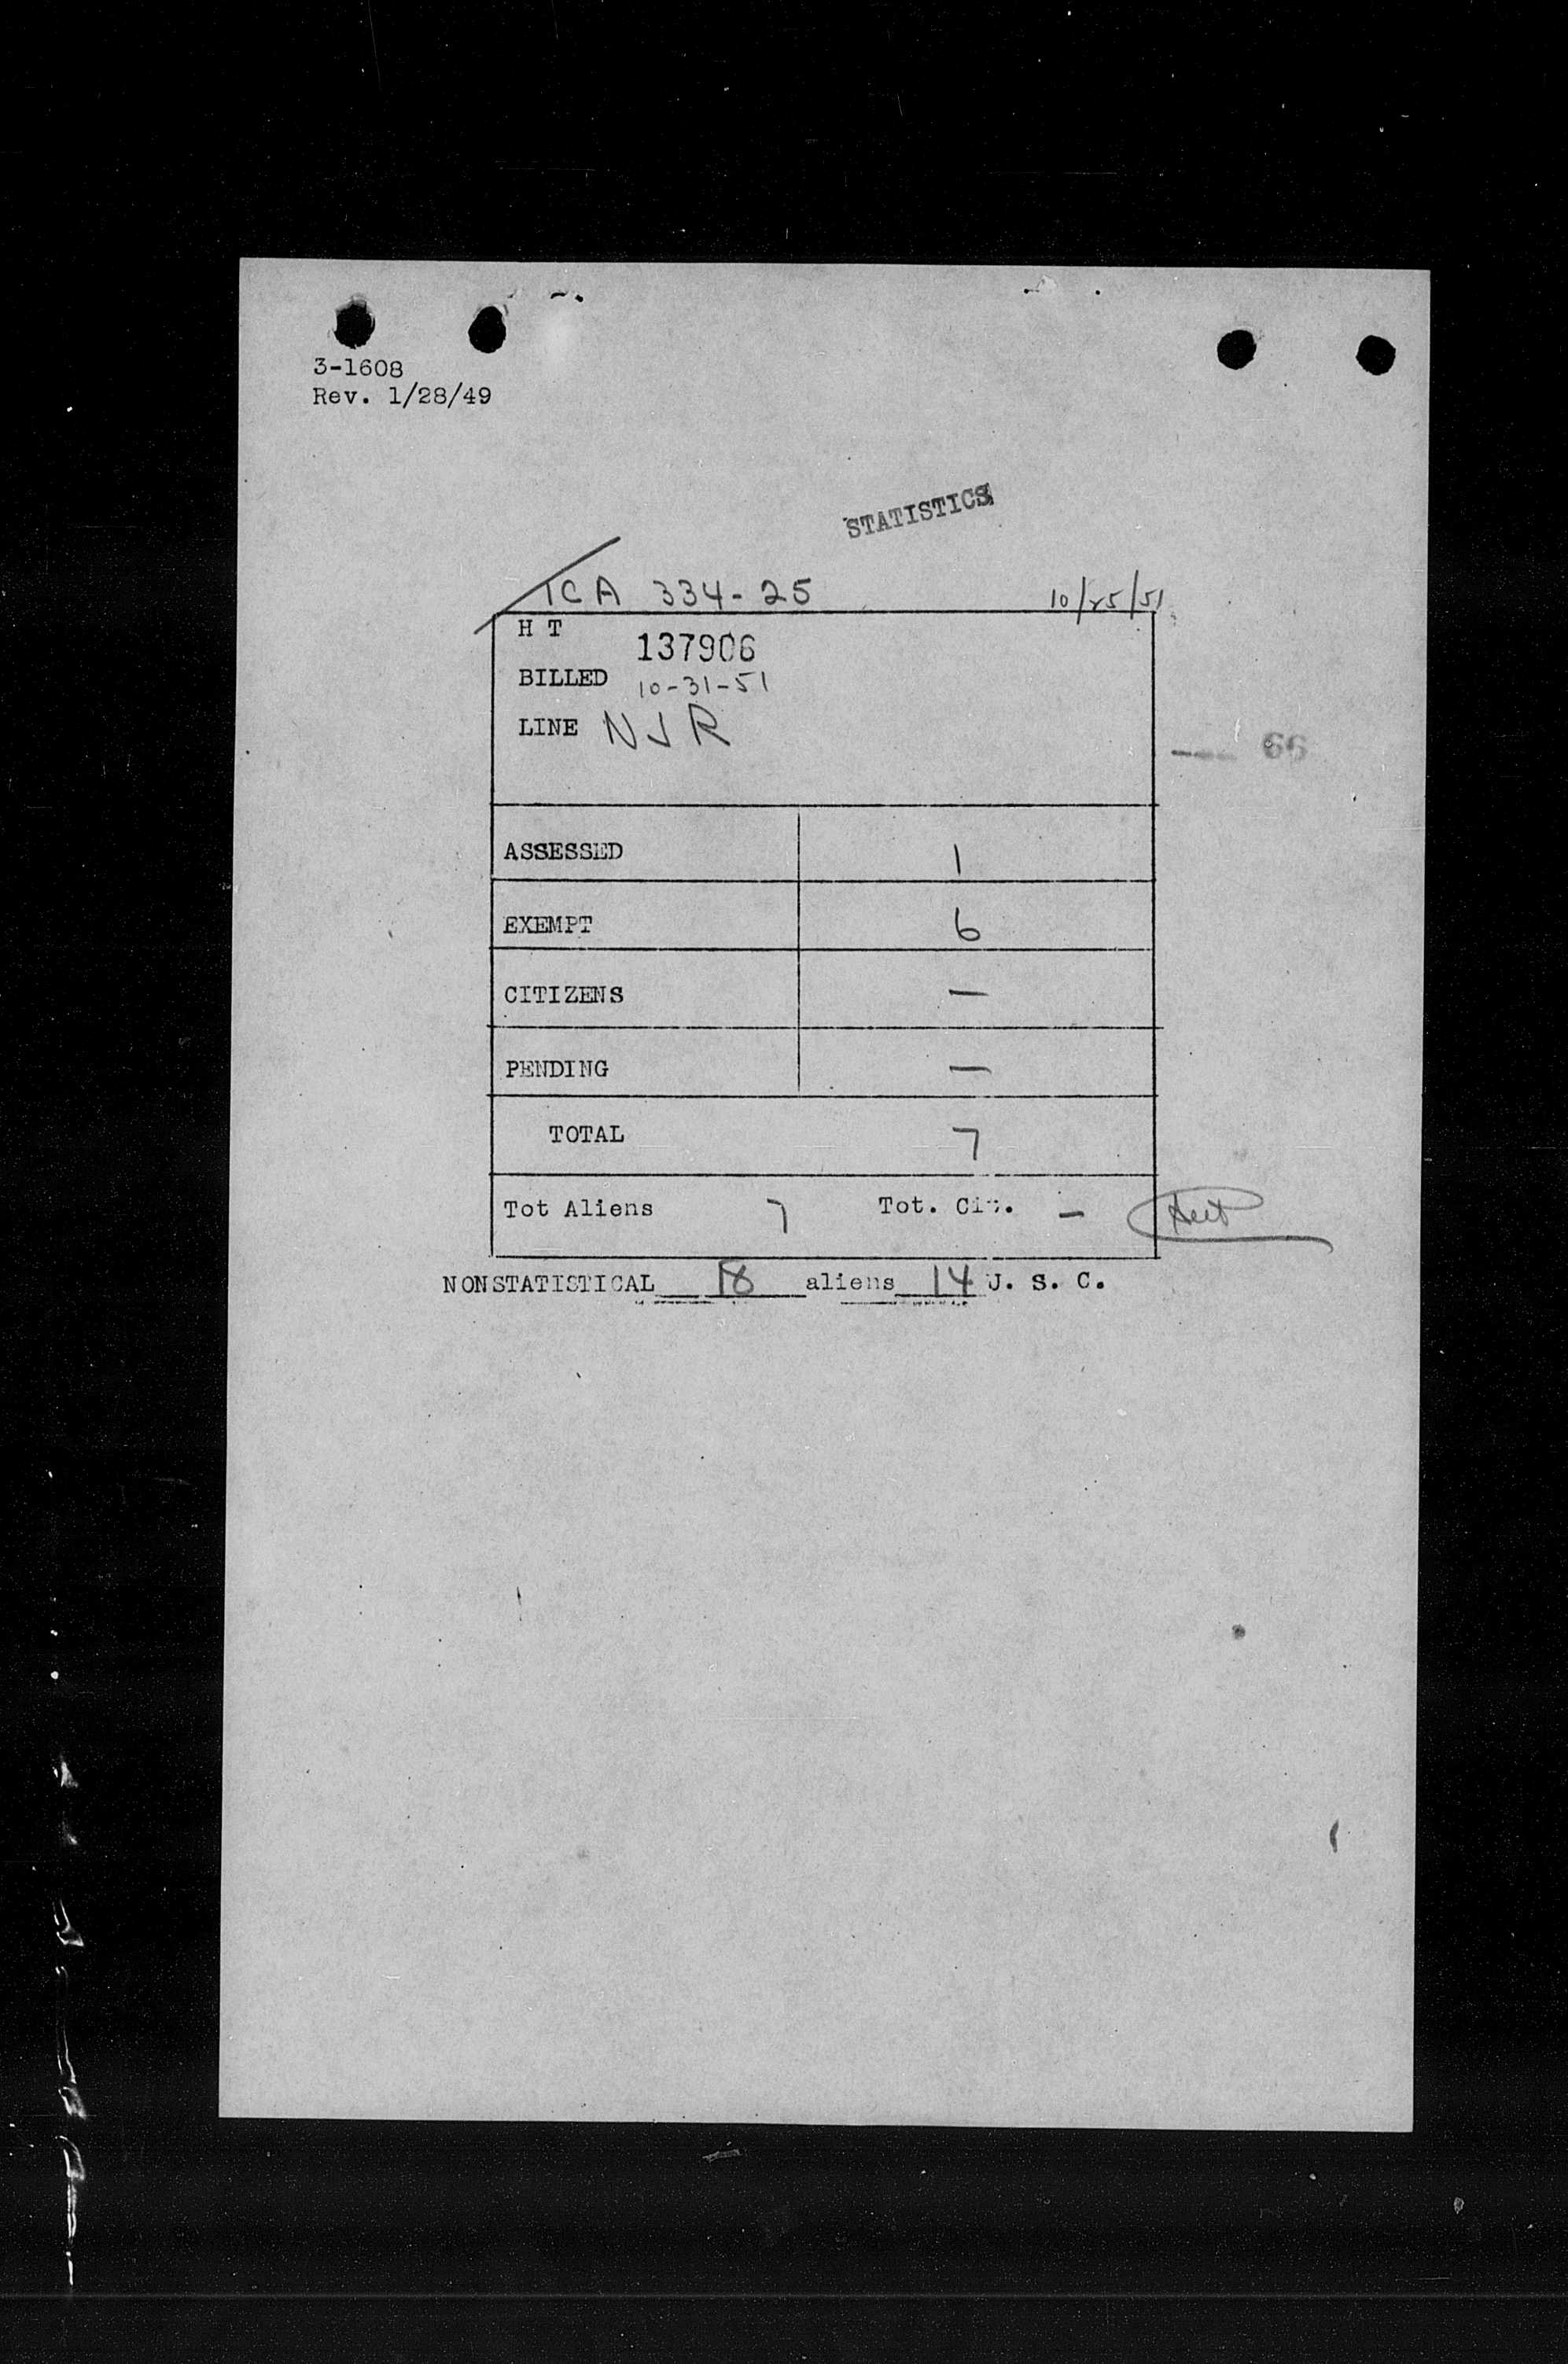 3-1608
Rev. 1/28/49
STATISTICS
TCA 334-25 10/25/51
H T 137906
BILLED 10-31-51
LINE NJR
66
ASSESSED 1
EXEMPT 6
CITIZENS —
PENDING —
TOTAL 7
Tot Aliens 7 Tot. Cit. —
NONSTATISTICAL 18 aliens 14 U. S. C.